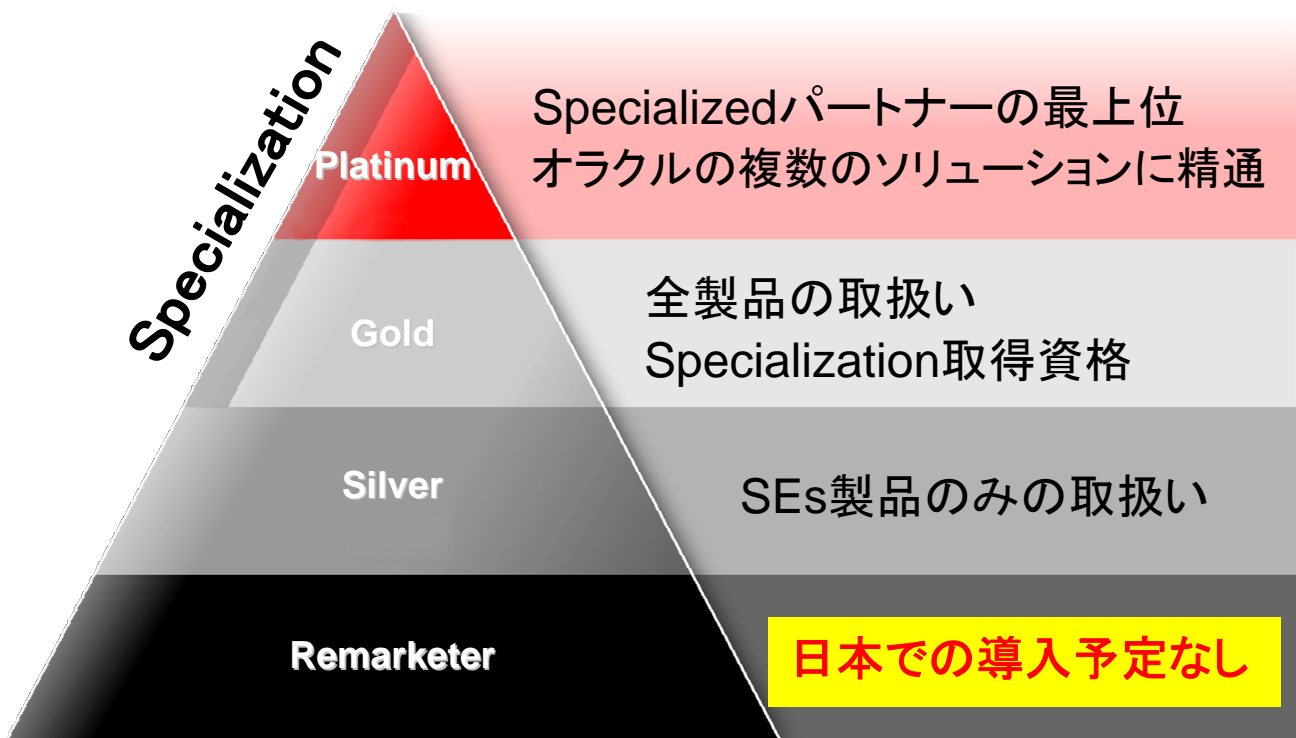 Specialization
Platinum
Specializedパートナーの最上位
オラクルの複数のソリューションに精通
Gold
全製品の取扱い
Specialization取得資格
Silver
SEs製品のみの取扱い
Remarketer
日本での導入予定なし